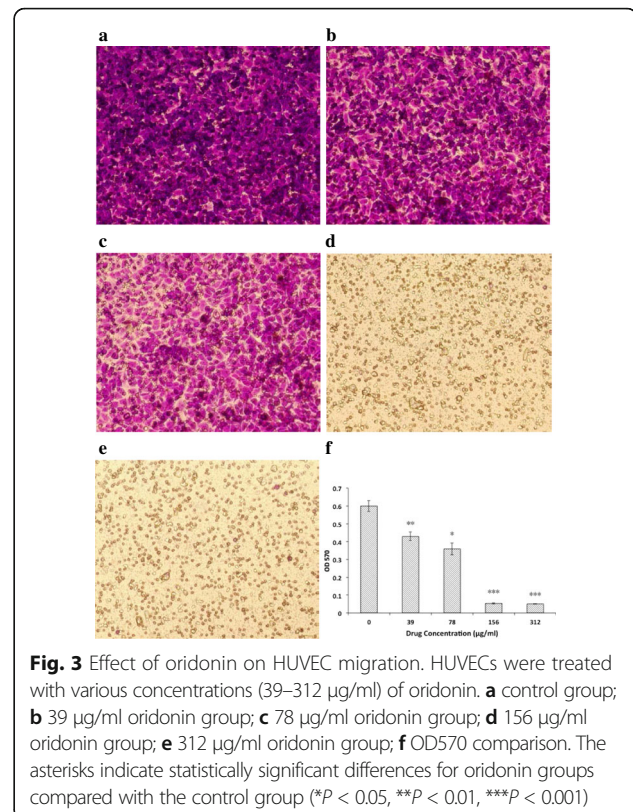 a
b
c
d
e
f
0.7
0.6
0.5
0.4
0.3
0.2
0.1
0
OD 570
**
*
***
***
0 39 78 156 312
Drug Concentration (µg/ml)
Fig. 3 Effect of oridonin on HUVEC migration. HUVECs were treated
with various concentrations (39–312 µg/ml) of oridonin. a control group;
b 39 µg/ml oridonin group; c 78 µg/ml oridonin group; d 156 µg/ml
oridonin group; e 312 µg/ml oridonin group; f OD570 comparison. The
asterisks indicate statistically significant differences for oridonin groups
compared with the control group (*P < 0.05, **P < 0.01, ***P < 0.001)